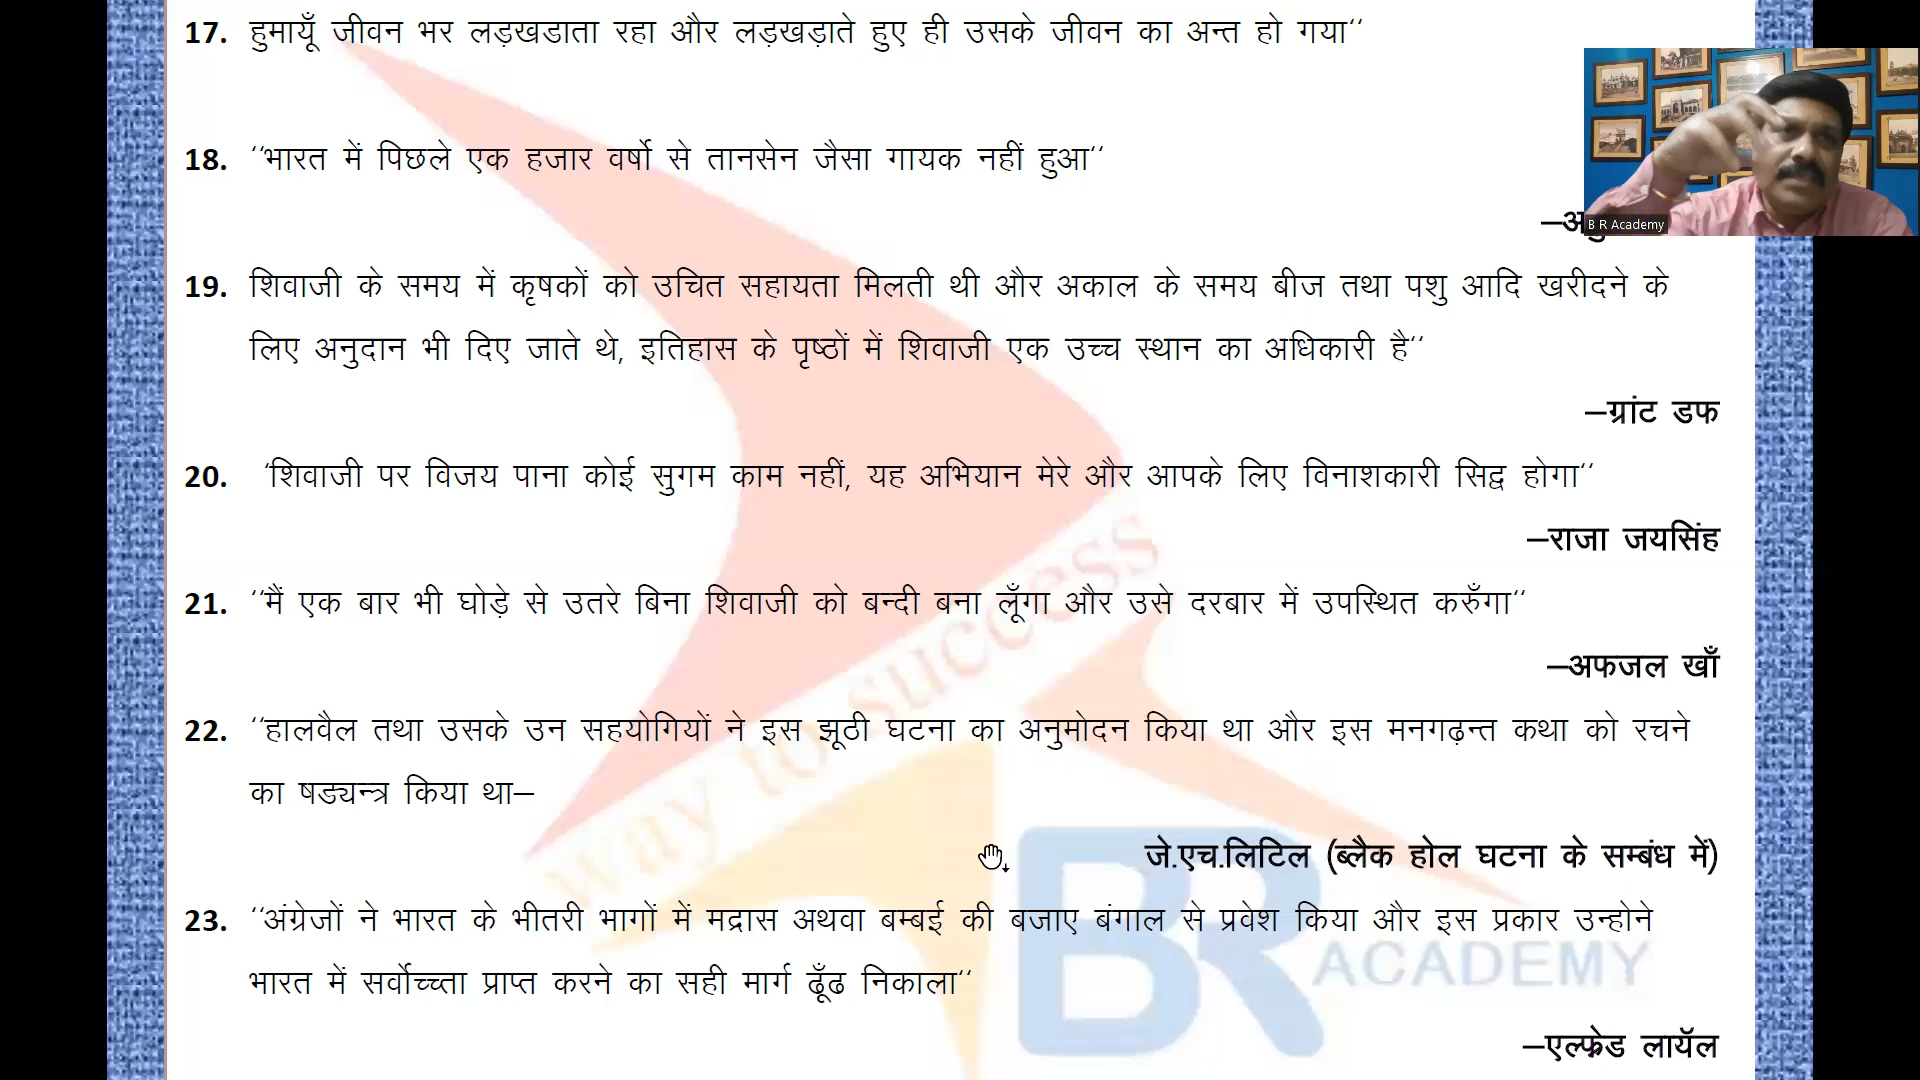 17. हुमायूँ जीवन भर लड़खडाता रहा और लड़खड़ाते हुए ही उसके जीवन का अन्त हो गया‘‘
18. ‘‘भारत में पिछले एक हजार वर्षो से तानसेन जैसा गायक नहीं हुआ‘‘
B R Academy
19. शिवाजी के समय में कृषकों को उचित सहायता मिलती थी और अकाल के समय बीज तथा पशु आदि खरीदने के
लिए अनुदान भी दिए जाते थे, इतिहास के पृष्ठों में शिवाजी एक उच्च स्थान का अधिकारी है‘‘
–ग्रांट डफ
20. ‘शिवाजी पर विजय पाना कोई सुगम काम नहीं, यह अभियान मेरे और आपके लिए विनाशकारी सिद्व होगा‘‘
–राजा जयसिंह
21. ‘‘मैं एक बार भी घोड़े से उतरे बिना शिवाजी को बन्दी बना लूँगा और उसे दरबार में उपस्थित करुँगा‘‘
–अफजल खाँ
22. ‘‘हालवैल तथा उसके उन सहयोगियों ने इस झूठी घटना का अनुमोदन किया था और इस मनगढ़न्त कथा को रचने
का षड्यन्त्र किया था–
जे.एच.लिटिल (ब्लैक होल घटना के सम्बंध में)
23. ‘‘अंग्रेजों ने भारत के भीतरी भागों में मद्रास अथवा बम्बई की बजाए बंगाल से प्रवेश किया और इस प्रकार उन्होने
भारत में सर्वोच्च्ता प्राप्त करने का सही मार्ग ढूँढ निकाला‘‘
–एल्फ्रेड लायॅल
way to success
BR ACADEMY